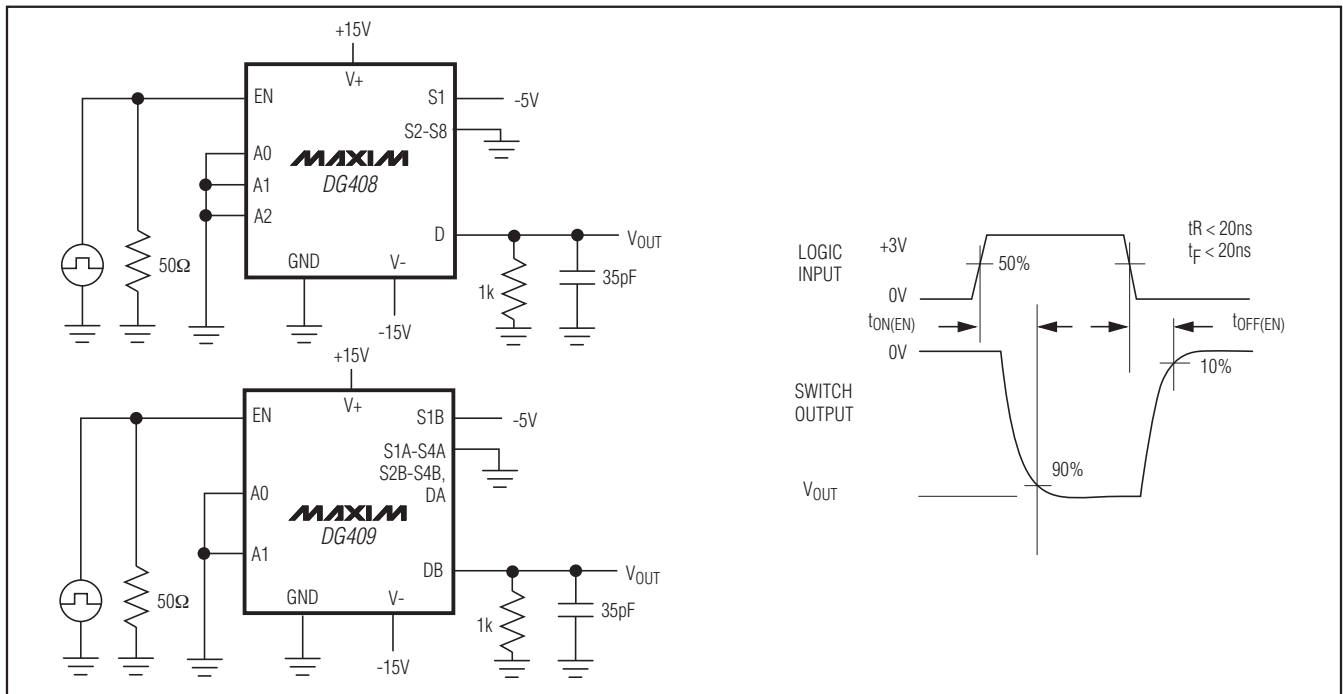 +15V
V+
EN
S1
-5V
S2-S8
A0
MAXIM
DG408
A1
A2
D
VOUT
50Ω
GND
V-
1k
35pF
-15V
+15V
V+
EN
S1B
-5V
S1A-S4A
S2B-S4B,
DA
A0
MAXIM
DG409
A1
DB
VOUT
50Ω
GND
V-
1k
35pF
-15V
LOGIC
INPUT
+3V
50%
0V
tR < 20ns
tF < 20ns
tON(EN)
tOFF(EN)
0V
10%
SWITCH
OUTPUT
90%
VOUT